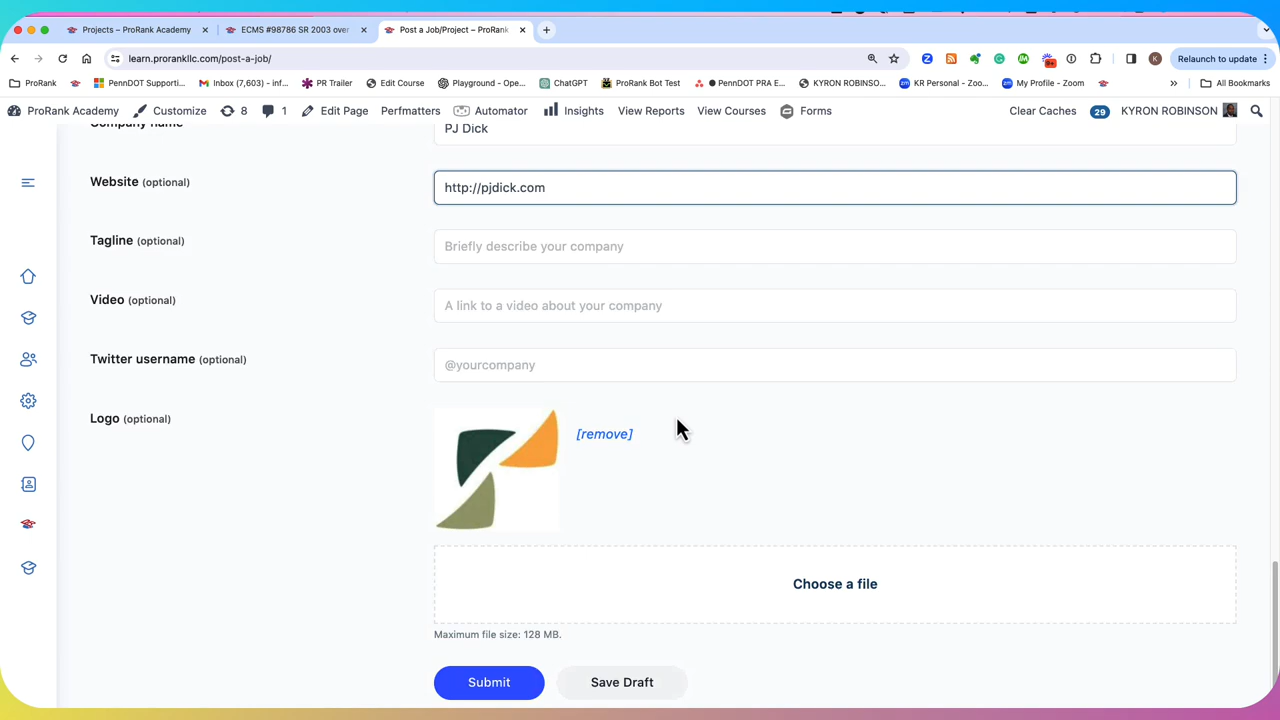 Projects – ProRank Academy
ECMS #98786 SR 2003 over
Post a Job/Project – ProRank
learn.prorankllc.com/post-a-job/
Relaunch to update
ProRank
PennDOT Supporti...
Inbox (7,603) - inf...
PR Trailer
Edit Course
Playground - Ope...
ChatGPT
ProRank Bot Test
PennDOT PRA E...
KYRON ROBINSON...
KR Personal - Zoo...
My Profile - Zoom
All Bookmarks
ProRank Academy
Customize
8
1
Edit Page
Perfmatters
Automator
Insights
View Reports
View Courses
Forms
Clear Caches
29
KYRON ROBINSON
Company name
PJ Dick
Website (optional)
http://pjdick.com
Tagline (optional)
Briefly describe your company
Video (optional)
A link to a video about your company
Twitter username (optional)
@yourcompany
Logo (optional)
[remove]
Choose a file
Maximum file size: 128 MB.
Submit
Save Draft